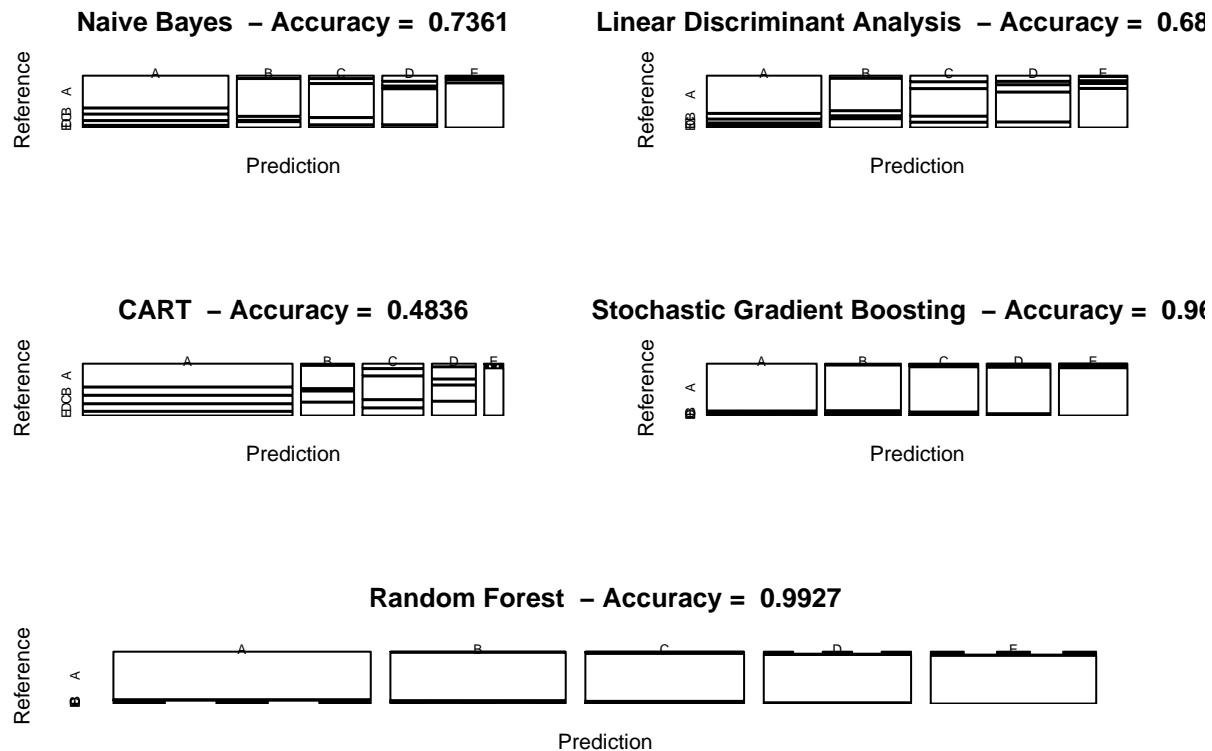 Naive Bayes – Accuracy = 0.7361
Reference
A B C D E
A
B
C
D
E
Prediction
Linear Discriminant Analysis – Accuracy = 0.68
Reference
A B C D E
A
B
Prediction
CART – Accuracy = 0.4836
Reference
A B C D E
A
B
C
D
E
Prediction
Stochastic Gradient Boosting – Accuracy = 0.96
Reference
A B C D E
A
Prediction
Random Forest – Accuracy = 0.9927
Reference
A B C D E
A
Prediction